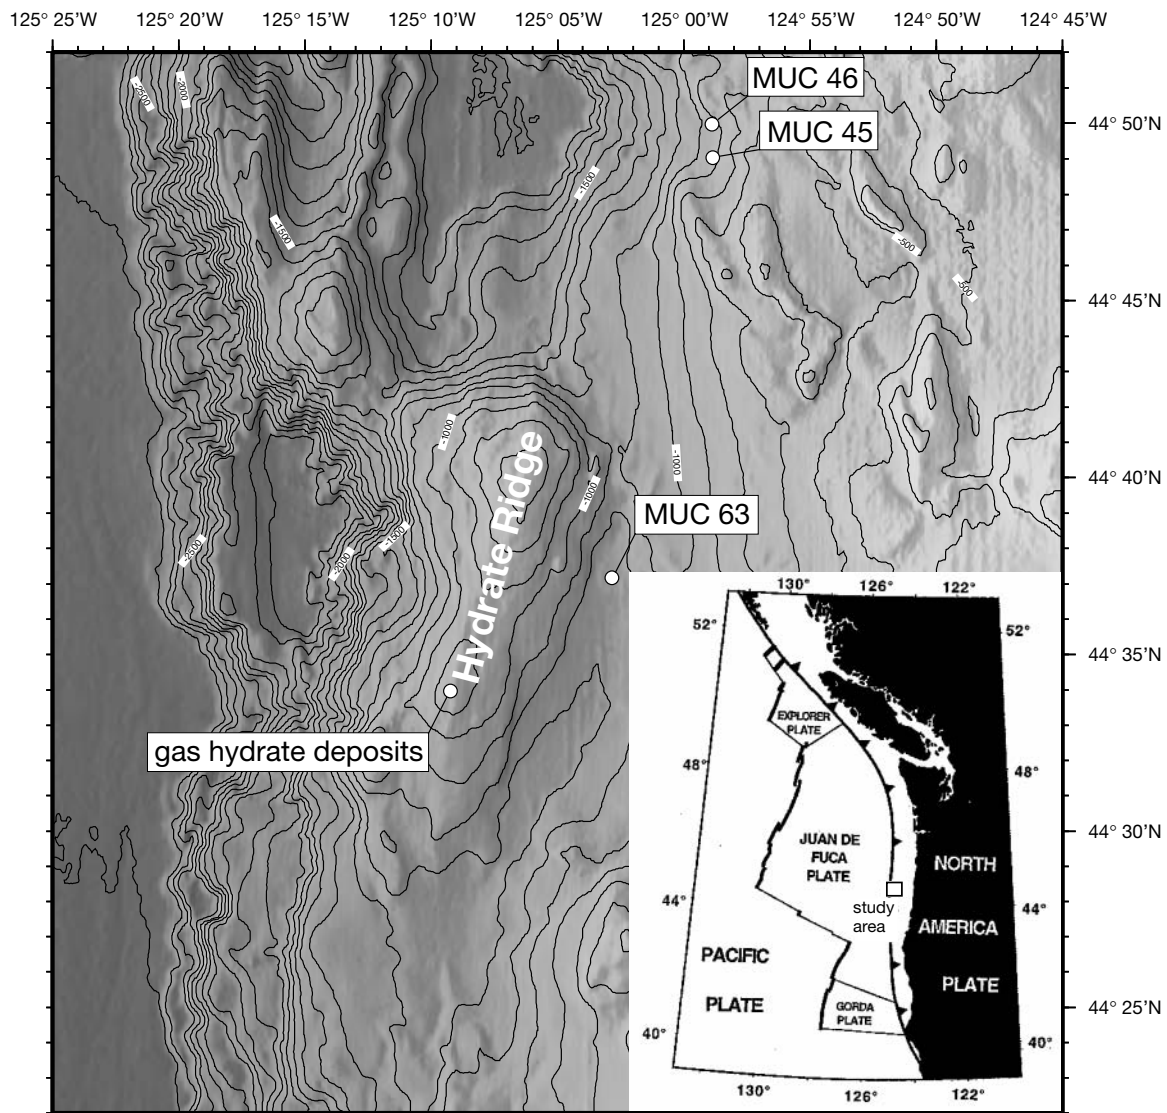 125° 25'W 125° 20'W 125° 15'W 125° 10'W 125° 05'W 125° 00'W 124° 55'W 124° 50'W 124° 45'W
MUC 46
-2500
-2000
44° 50'N
MUC 45
-1500
-1500
-500
-500
44° 45'N
-1000
-1000
-1000
44° 40'N
Hydrate Ridge
MUC 63
-2500
-2000
-1500
44° 35'N
gas hydrate deposits
44° 30'N
44° 25'N
130° 126° 122°
52°
52°
EXPLORER
PLATE
48°
48°
JUAN DE
FUCA
PLATE
NORTH
44°
44°
study
area
AMERICA
PACIFIC
PLATE
PLATE
GORDA
PLATE
40°
40°
130° 126° 122°